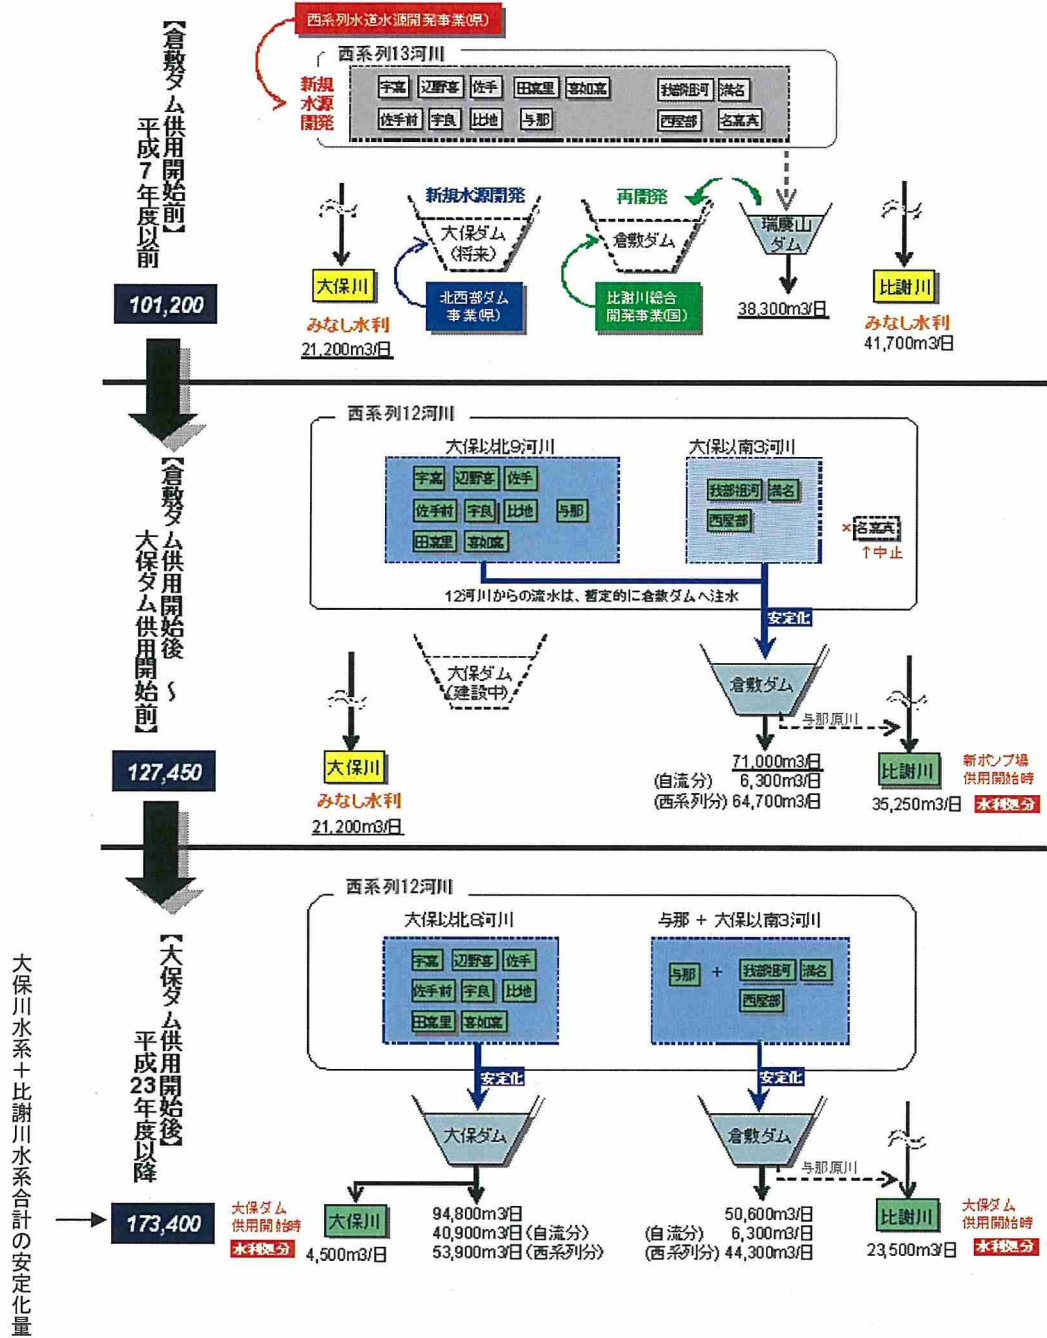 【倉敷ダム供用開始前】
平成7年度以前
101,200
西系列水道水源開発事業(県)
西系列13河川
新規
水源
開発
宇嘉 辺野喜 佐手 田嘉里 喜如嘉 我部祖河 満名
佐手前 宇良 比地 与那 西屋部 名嘉真
大保川
みなし水利
21,200m3/日
新規水源開発
大保ダム
(将来)
北西部ダム
事業(県)
再開発
倉敷ダム
比謝川総合
開発事業(国)
瑞慶山
ダム
38,300m3/日
比謝川
みなし水利
41,700m3/日
【倉敷ダム供用開始後 ～
大保ダム供用開始前】
127,450
西系列12河川
大保以北9河川
宇嘉 辺野喜 佐手
佐手前 宇良 比地 与那
田嘉里 喜如嘉
大保以南3河川
我部祖河 満名
西屋部
×名嘉真
↑中止
12河川からの流水は、暫定的に倉敷ダムへ注水
安定化
大保ダム
(建設中)
倉敷ダム
与那原川
大保川
みなし水利
21,200m3/日
71,000m3/日
(自流分) 6,300m3/日
(西系列分) 64,700m3/日
比謝川
35,250m3/日
新ポンプ場
供用開始時
水利処分
【大保ダム供用開始後】
平成23年度以降
173,400
大保川水系＋比謝川水系合計の安定化量
西系列12河川
大保以北8河川
宇嘉 辺野喜 佐手
佐手前 宇良 比地
田嘉里 喜如嘉
与那 + 大保以南3河川
与那 + 我部祖河 満名
西屋部
安定化
安定化
大保ダム
倉敷ダム
与那原川
大保ダム
供用開始時
水利処分
大保川
4,500m3/日
94,800m3/日
40,900m3/日(自流分)
53,900m3/日(西系列分)
50,600m3/日
(自流分) 6,300m3/日
(西系列分) 44,300m3/日
比謝川
23,500m3/日
大保ダム
供用開始時
水利処分